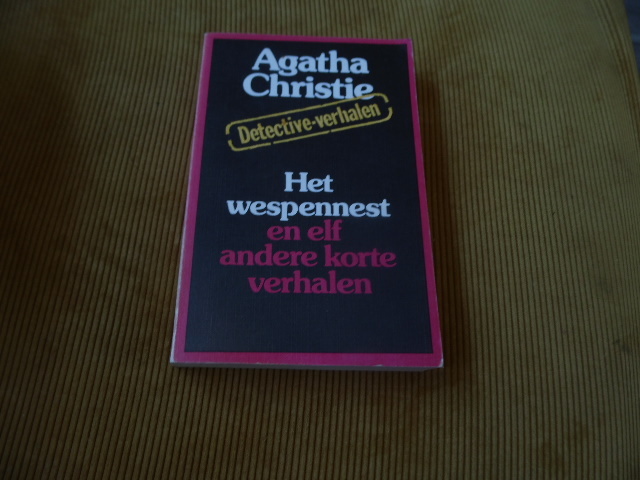 Agatha
Christie
Detective-verhalen
Het
wespennest
en elf
andere korte
verhalen